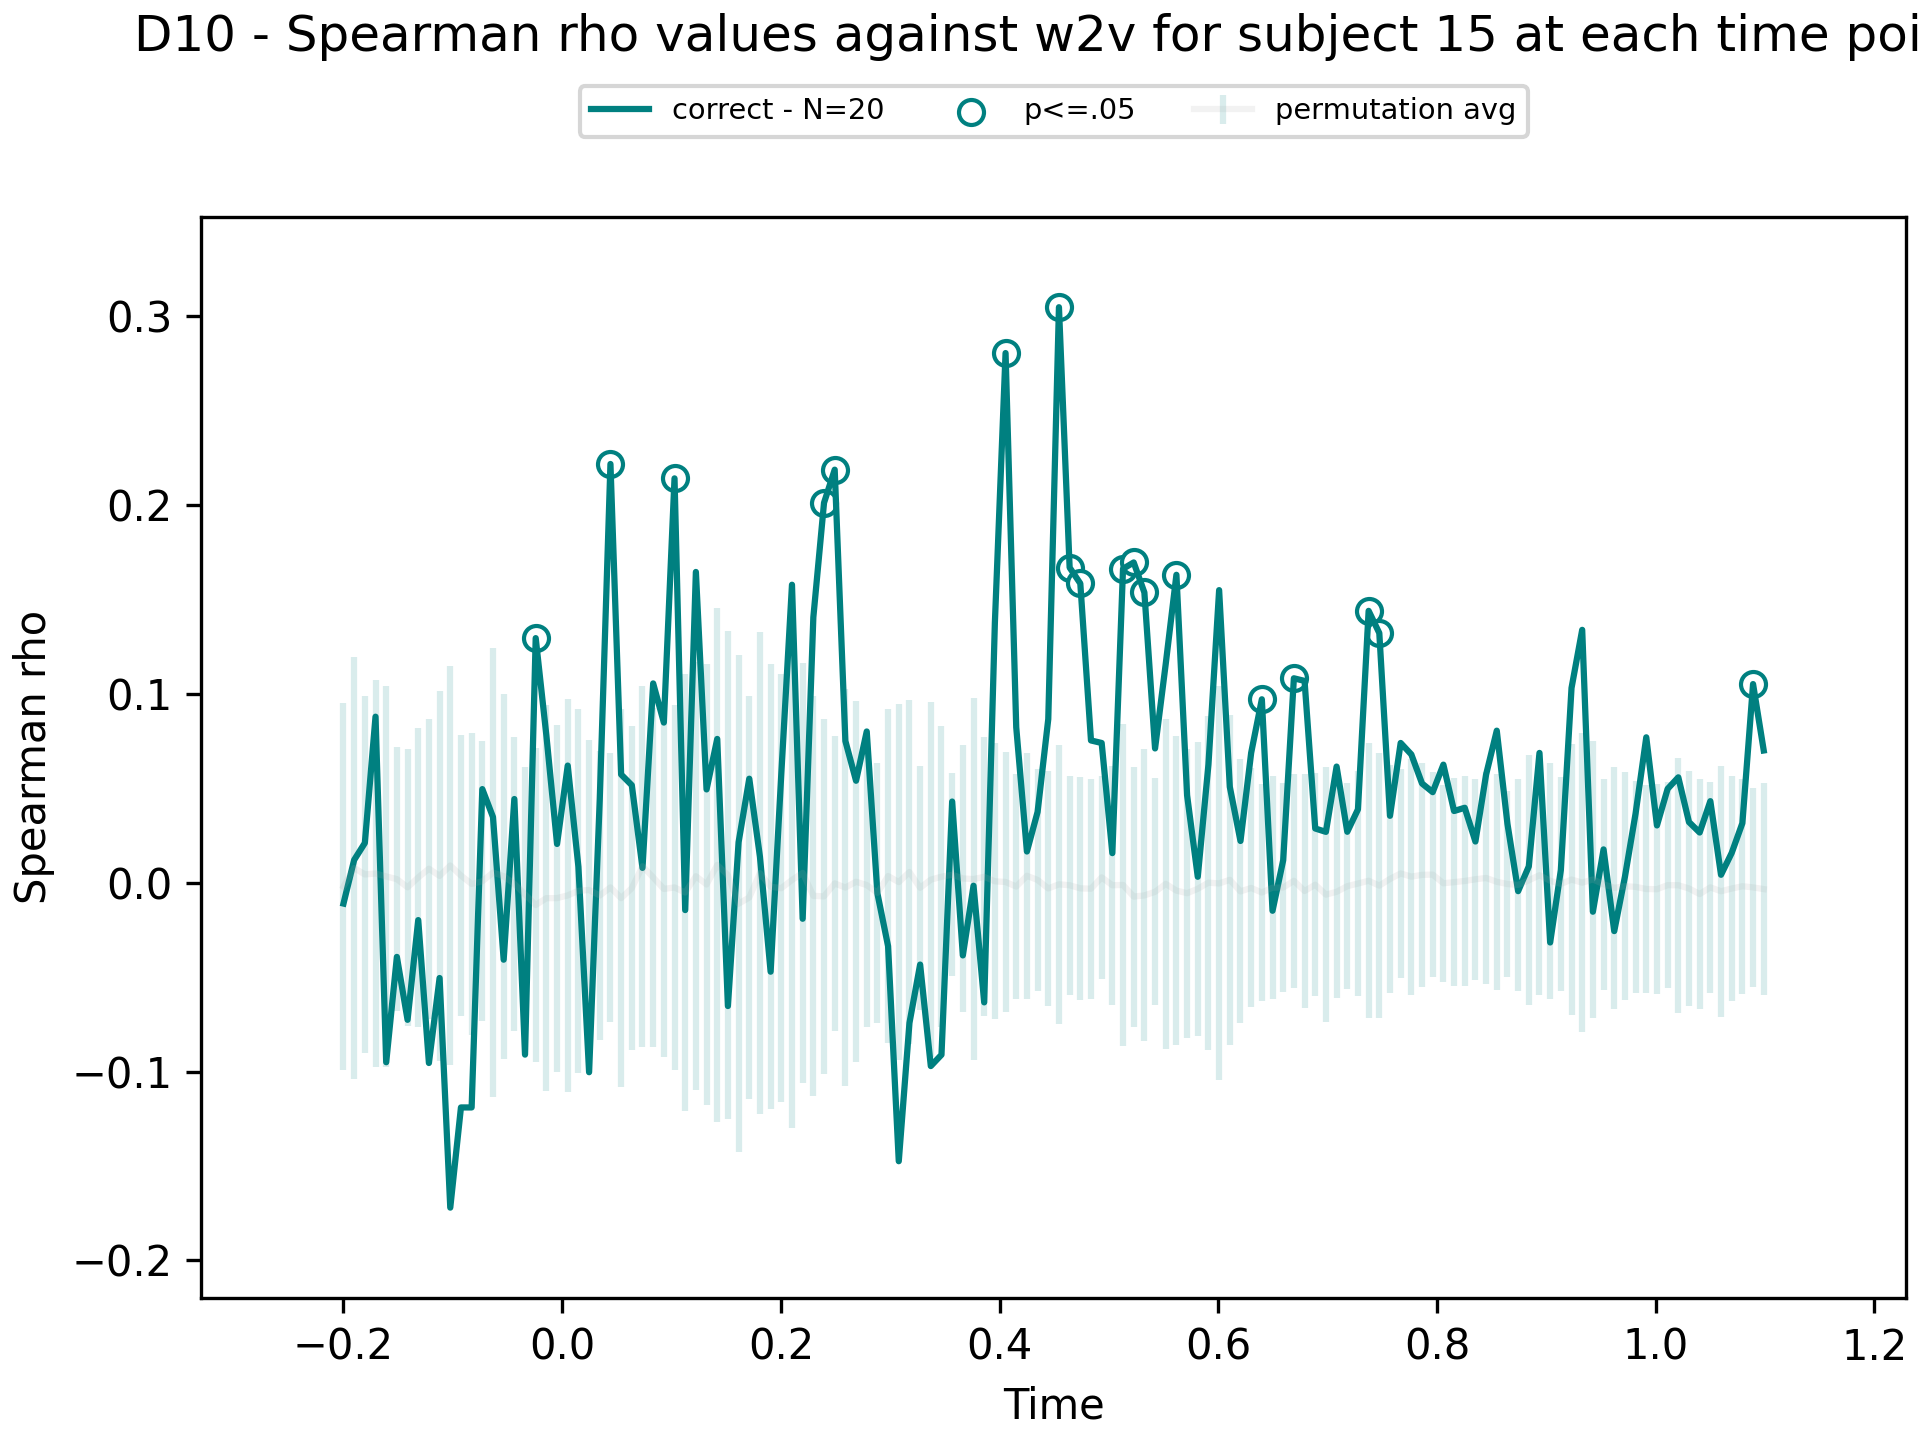 D10 - Spearman rho values against w2v for subject 15 at each time poi
correct - N=20 p<=.05 permutation avg
Spearman rho
0.3
0.2
0.1
0.0
−0.1
−0.2
−0.2 0.0 0.2 0.4 0.6 0.8 1.0 1.2
Time